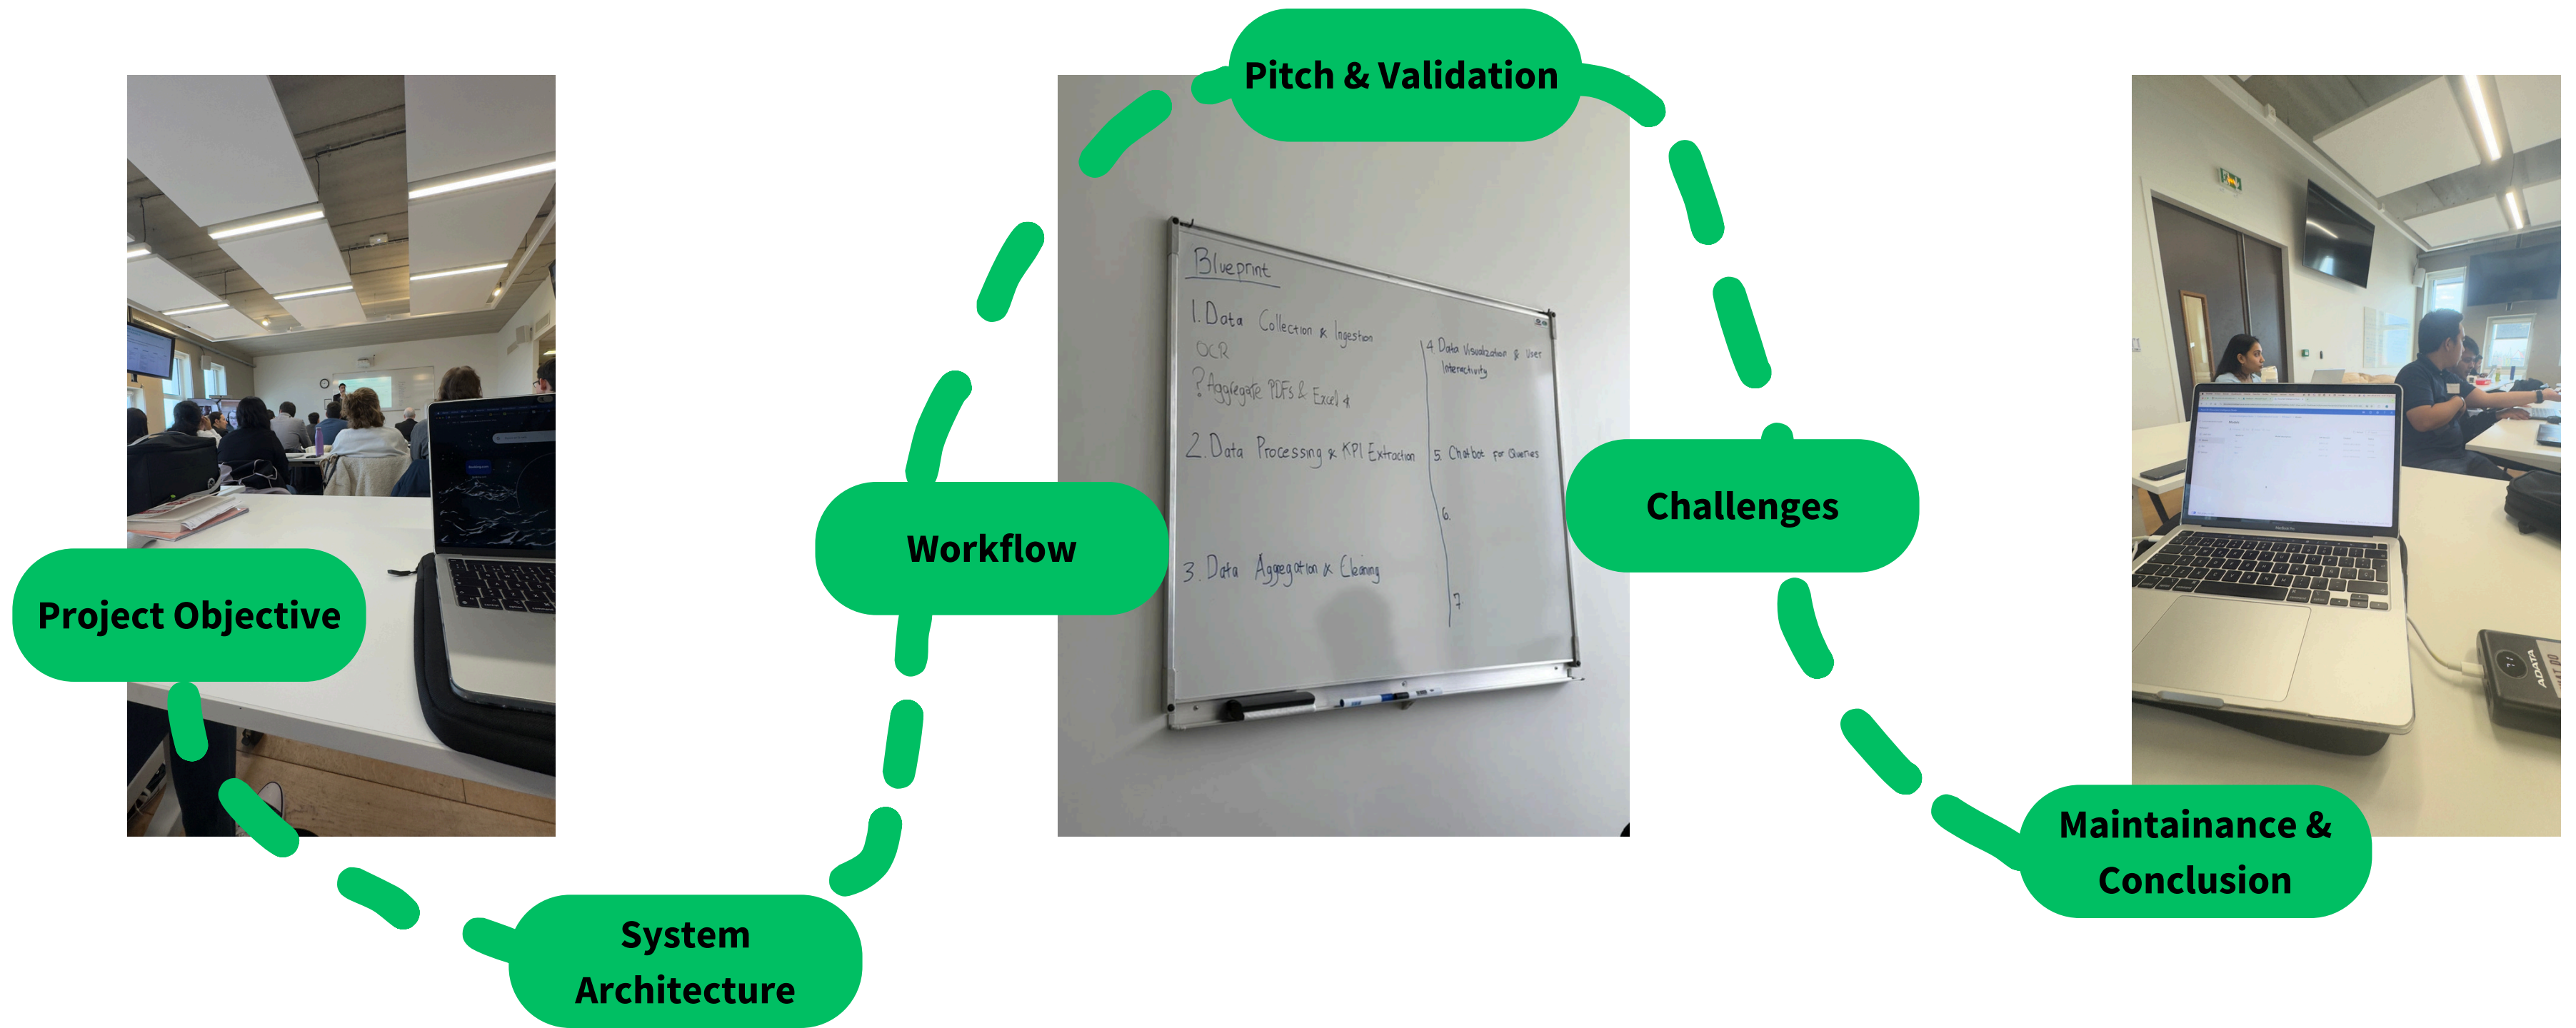 Project Objective
System
Architecture
Workflow
Pitch & Validation
Challenges
Maintainance &
Conclusion
Blueprint
1. Data Collection & Ingestion
OCR
? Aggregate PDFs & Excel
2. Data Processing & KPI Extraction
3. Data Aggregation & Cleaning
4 Data Visualization & User
Interactivity
5. Chatbot for Queries
6.
7
ADATA